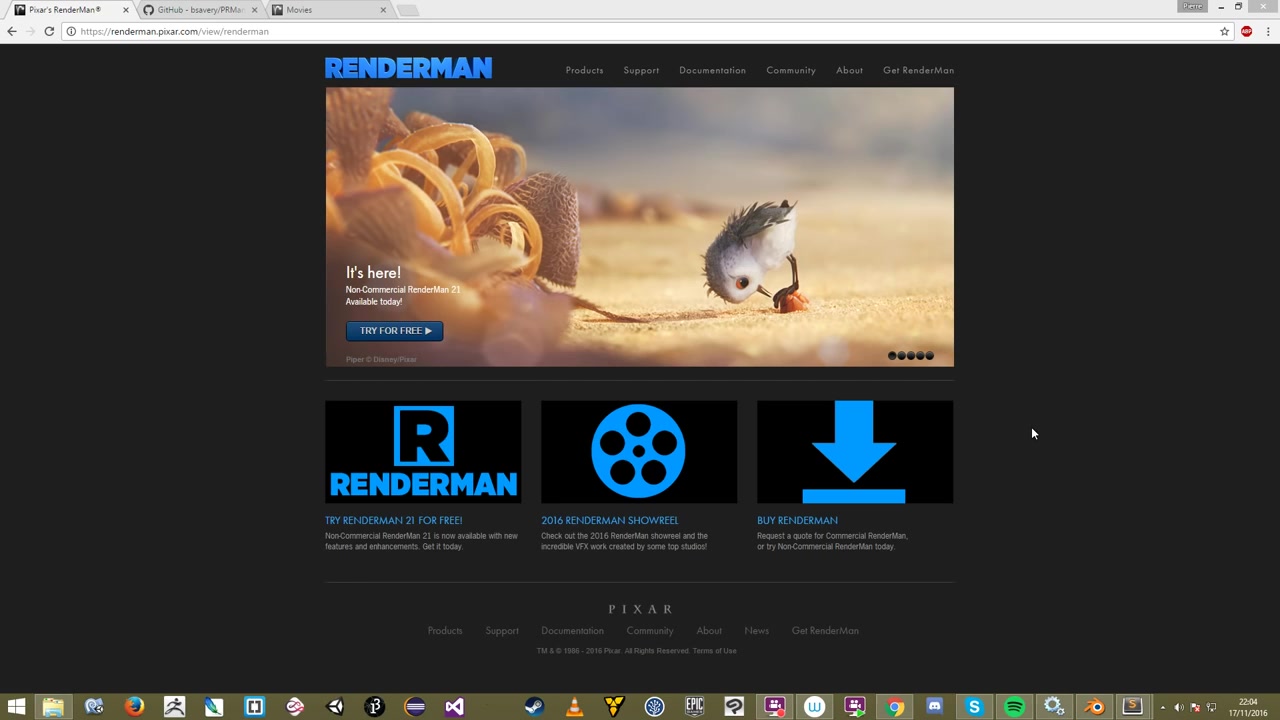 Pixar's RenderMan®
GitHub - bsavery/PRMan
Movies
Pierre
https://renderman.pixar.com/view/renderman
ABP
RENDERMAN
Products
Support
Documentation
Community
About
Get RenderMan
It's here!
Non-Commercial RenderMan 21
Available today!
TRY FOR FREE
Piper © Disney/Pixar
R
RENDERMAN
TRY RENDERMAN 21 FOR FREE!
Non-Commercial RenderMan 21 is now available with new
features and enhancements. Get it today.
2016 RENDERMAN SHOWREEL
Check out the 2016 RenderMan showreel and the
incredible VFX work created by some top studios!
BUY RENDERMAN
Request a quote for Commercial RenderMan,
or try Non-Commercial RenderMan today.
PIXAR
Products
Support
Documentation
Community
About
News
Get RenderMan
TM & © 1986 - 2016 Pixar. All Rights Reserved. Terms of Use
EPIC
22:04
17/11/2016